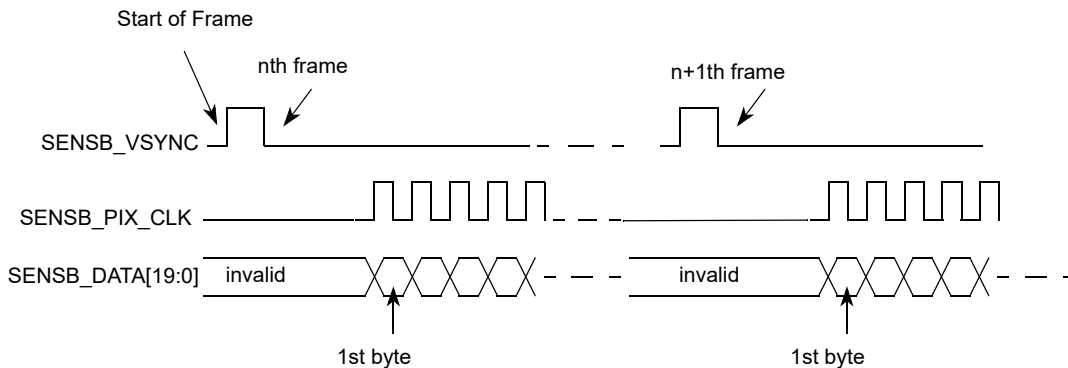 Start of Frame
nth frame
n+1th frame
SENSB_VSYNC
SENSB_PIX_CLK
SENSB_DATA[19:0]
invalid
invalid
1st byte
1st byte